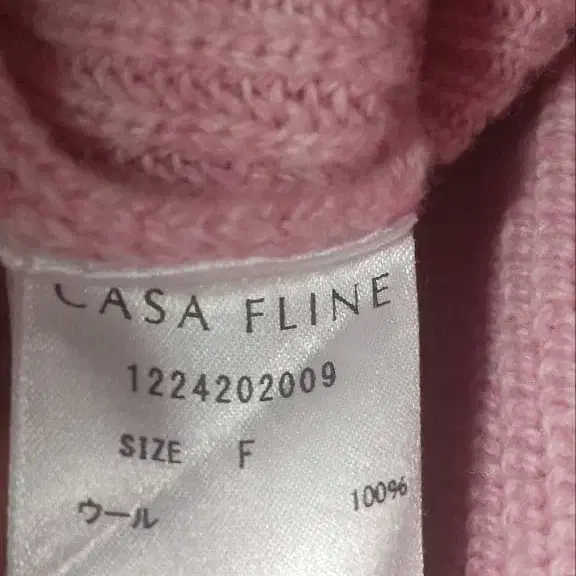 CASA FLINE
1224202009
SIZE F
ウール 100%